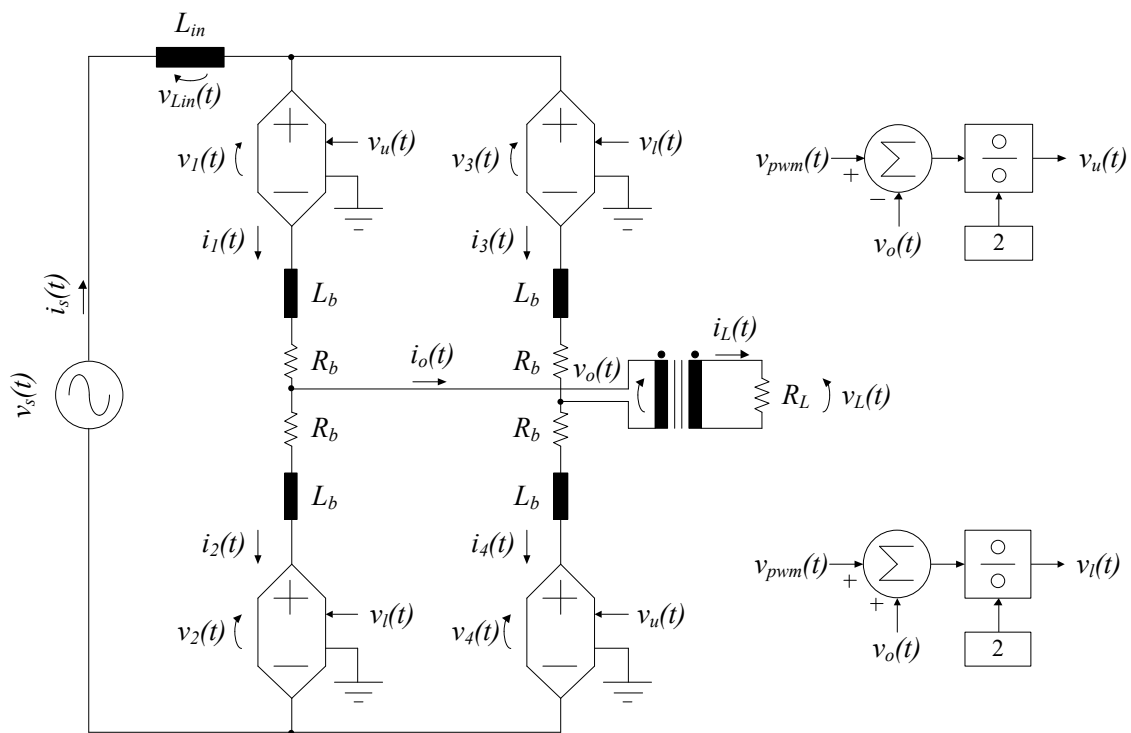 L_in
v_Lin(t)
v_1(t)
+
v_u(t)
v_3(t)
+
v_l(t)
i_1(t)
i_3(t)
L_b
L_b
i_s(t)
v_s(t)
R_b
i_o(t)
R_b
v_o(t)
i_L(t)
R_L
v_L(t)
R_b
R_b
L_b
L_b
i_2(t)
i_4(t)
v_2(t)
+
v_l(t)
v_4(t)
+
v_u(t)
v_pwm(t)
+
Σ
−
v_o(t)
÷
2
v_u(t)
v_pwm(t)
+
Σ
+
v_o(t)
÷
2
v_l(t)